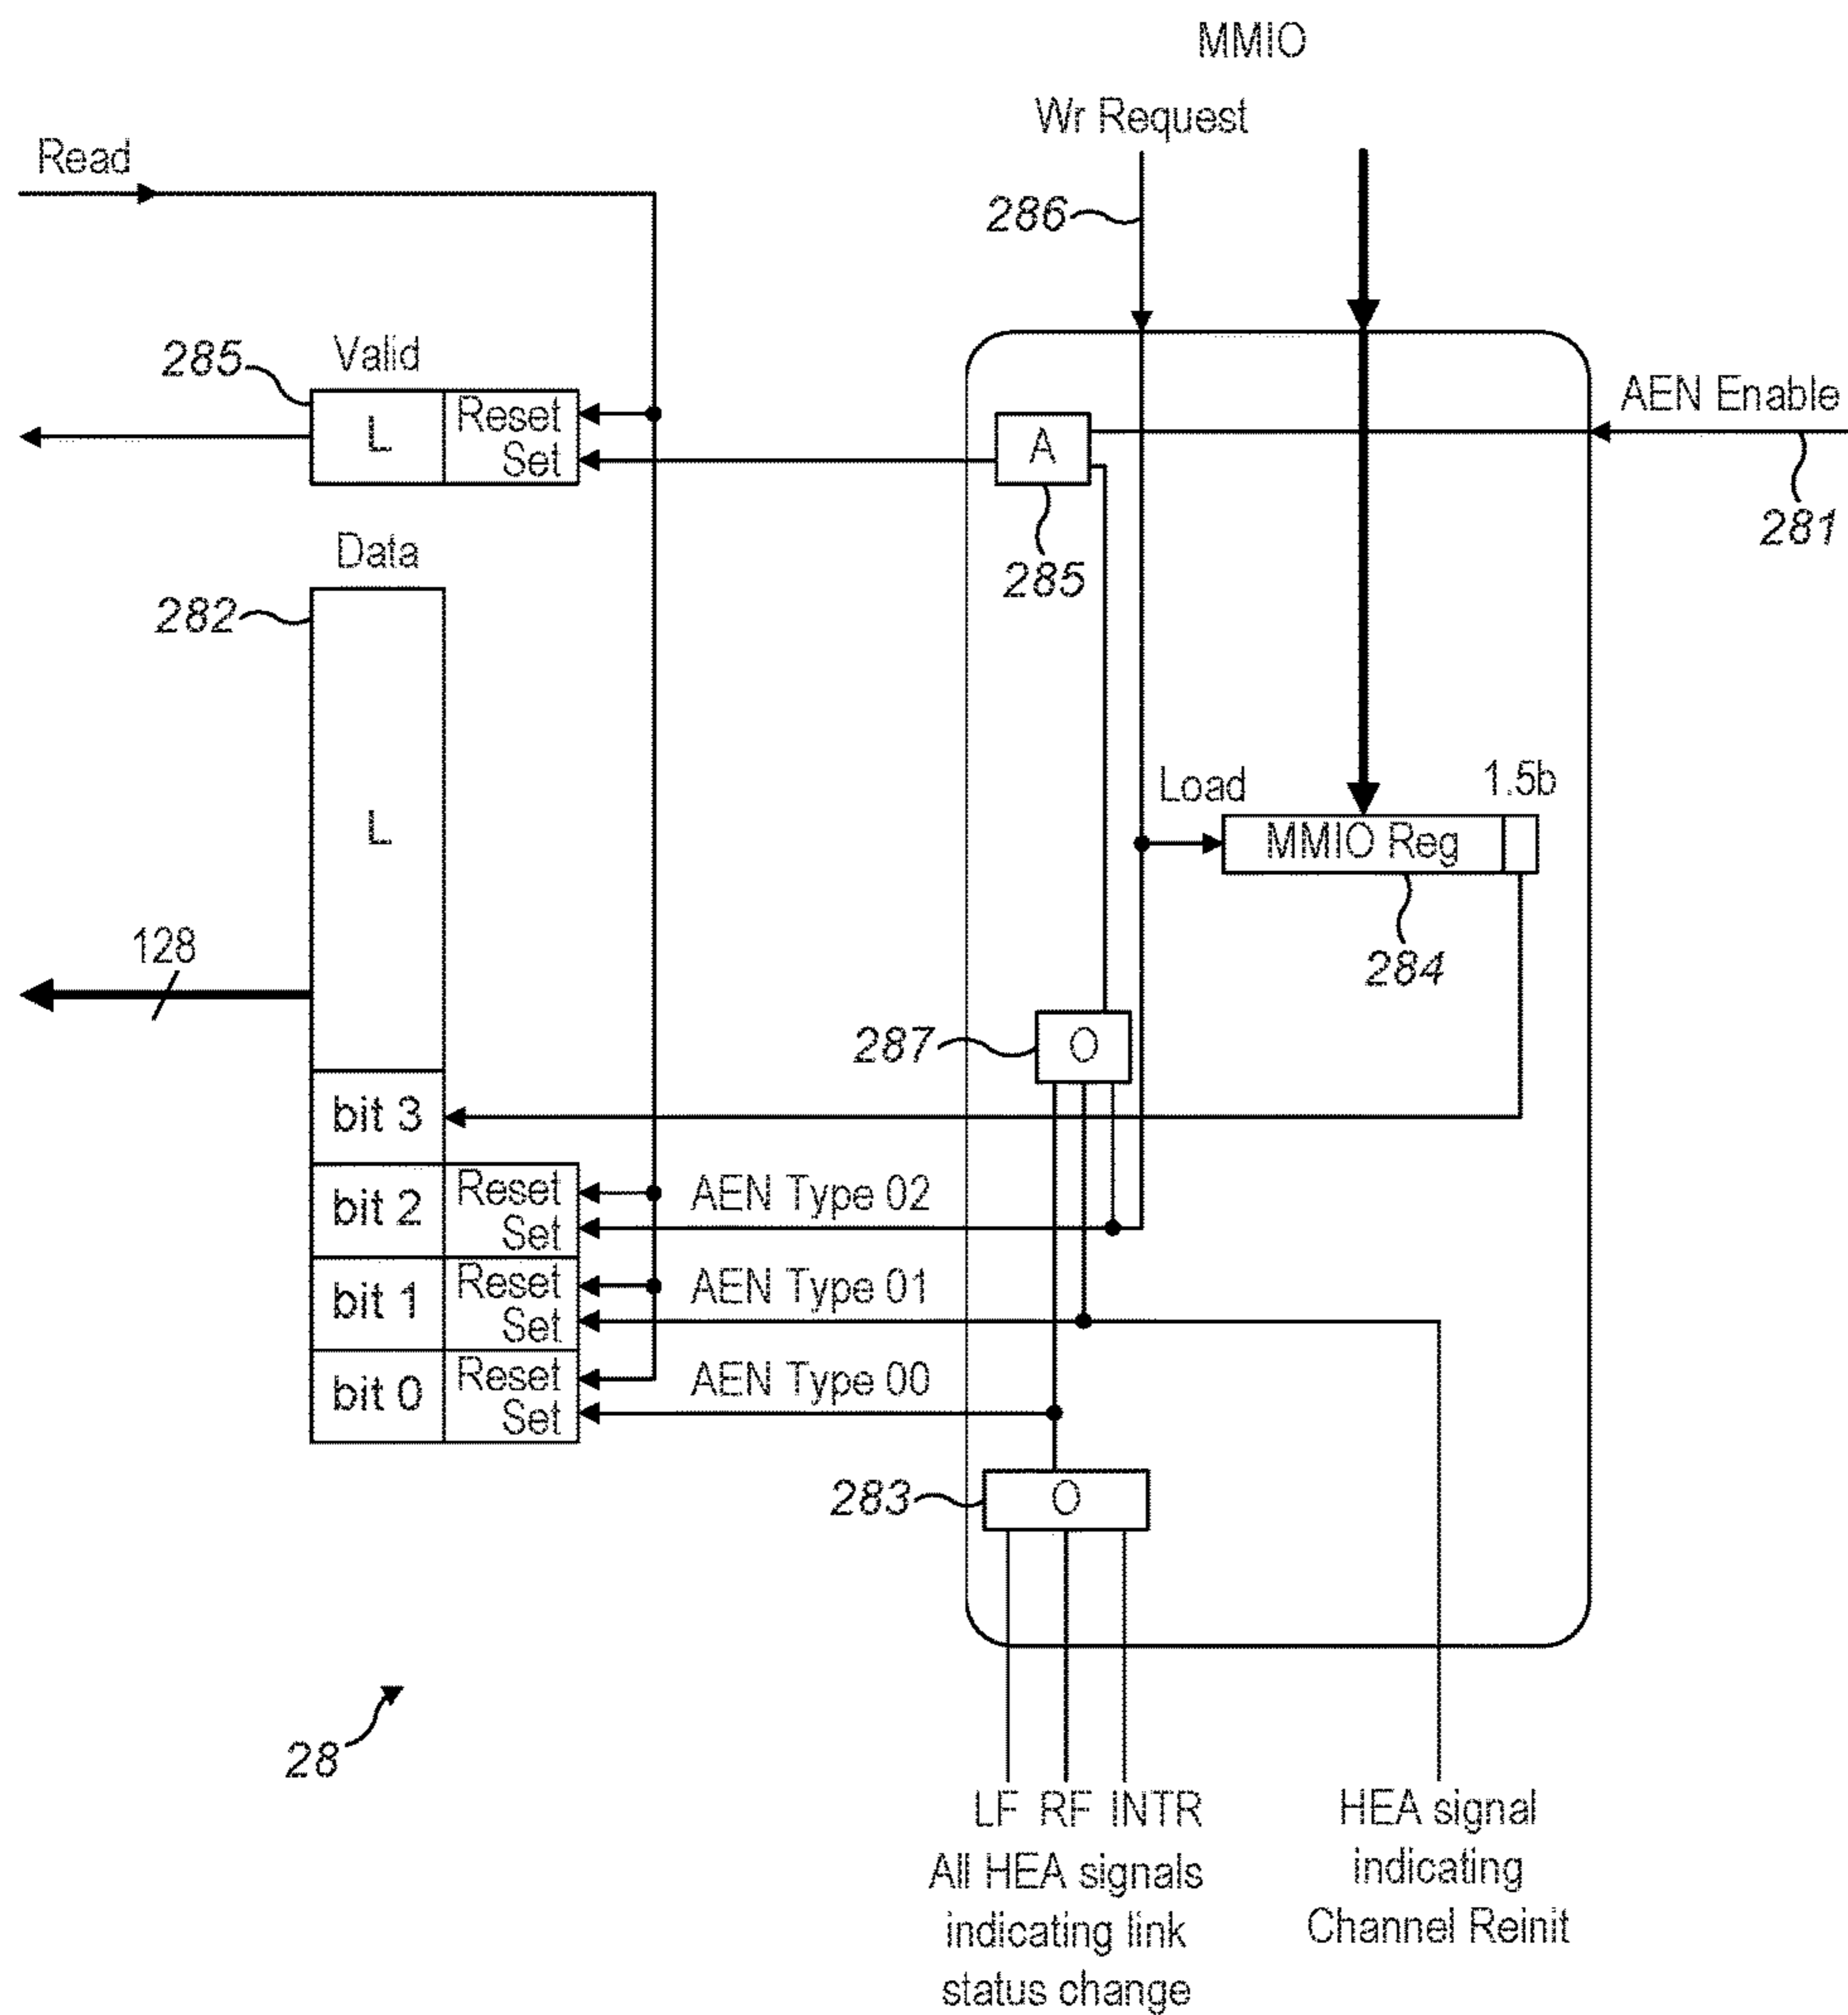 MMIO
Wr Request
Read
286
285
Valid
L
Reset
Set
A
285
AEN Enable
281
Data
282
L
Load
1.5b
MMIO Reg
284
128
287
O
bit 3
bit 2
Reset
Set
AEN Type 02
bit 1
Reset
Set
AEN Type 01
bit 0
Reset
Set
AEN Type 00
283
O
28
LF RF INTR
All HEA signals
indicating link
status change
HEA signal
indicating
Channel Reinit